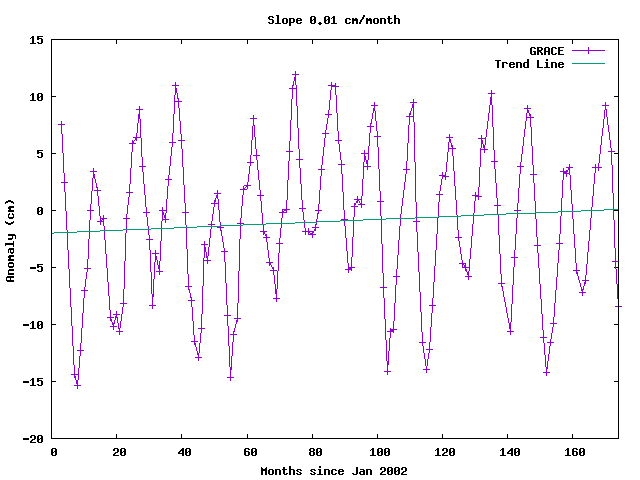 Slope 0.01 cm/month
15
GRACE
Trend Line
10
5
0
-5
-10
-15
-20
Anomaly (cm)
0 20 40 60 80 100 120 140 160
Months since Jan 2002